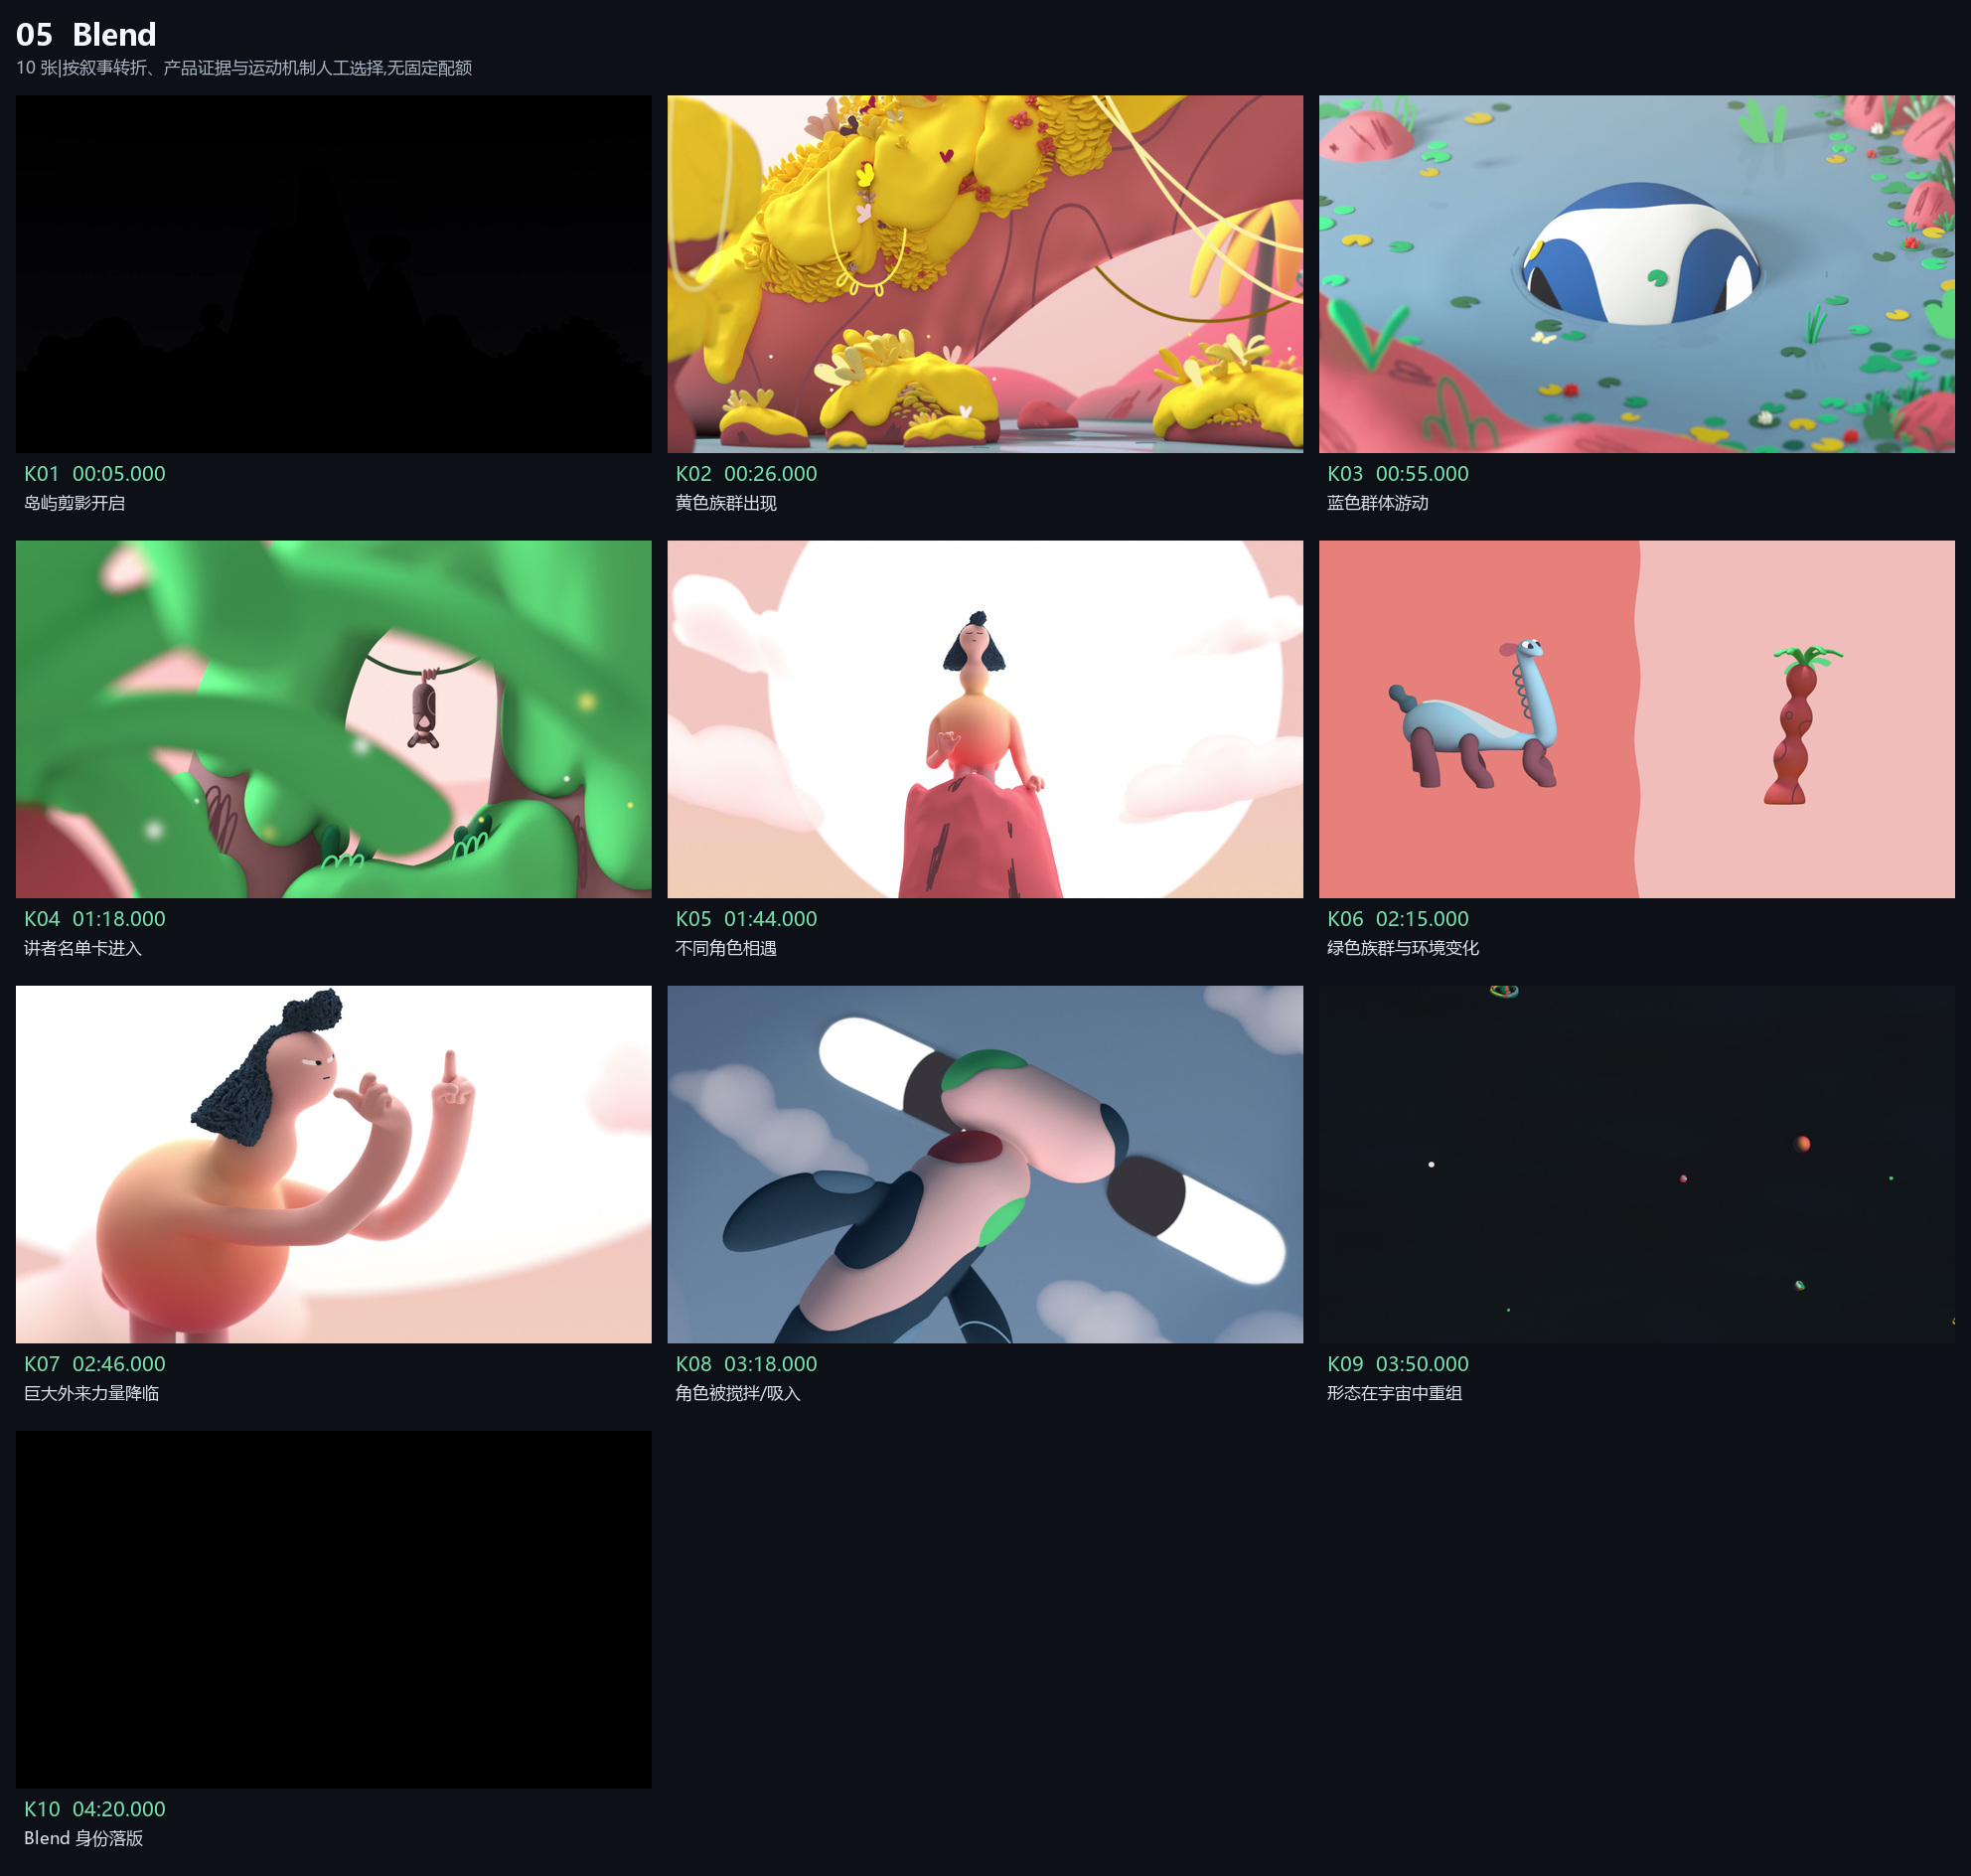 05 Blend
10 张|按叙事转折、产品证据与运动机制人工选择,无固定配额
K01 00:05.000
岛屿剪影开启
K02 00:26.000
黄色族群出现
K03 00:55.000
蓝色群体游动
K04 01:18.000
讲者名单卡进入
K05 01:44.000
不同角色相遇
K06 02:15.000
绿色族群与环境变化
K07 02:46.000
巨大外来力量降临
K08 03:18.000
角色被搅拌/吸入
K09 03:50.000
形态在宇宙中重组
K10 04:20.000
Blend 身份落版